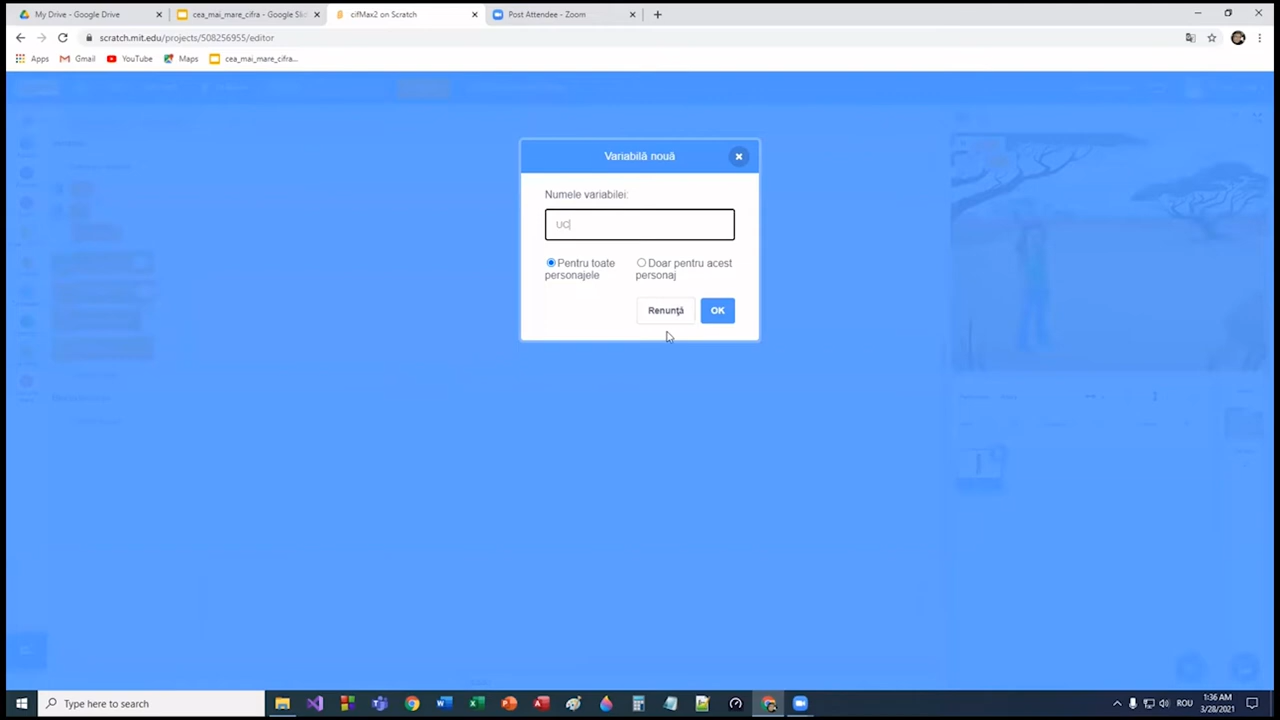 My Drive - Google Drive
cea_mai_mare_cifra - Google Slid
cifMax2 on Scratch
Post Attendee - Zoom
scratch.mit.edu/projects/508256955/editor
Apps
Gmail
YouTube
Maps
cea_mai_mare_cifra...
Variabilă nouă
Numele variabilei:
UC
Pentru toate personajele
Doar pentru acest personaj
Renunţă
OK
Type here to search
ROU
1:36 AM
3/28/2021